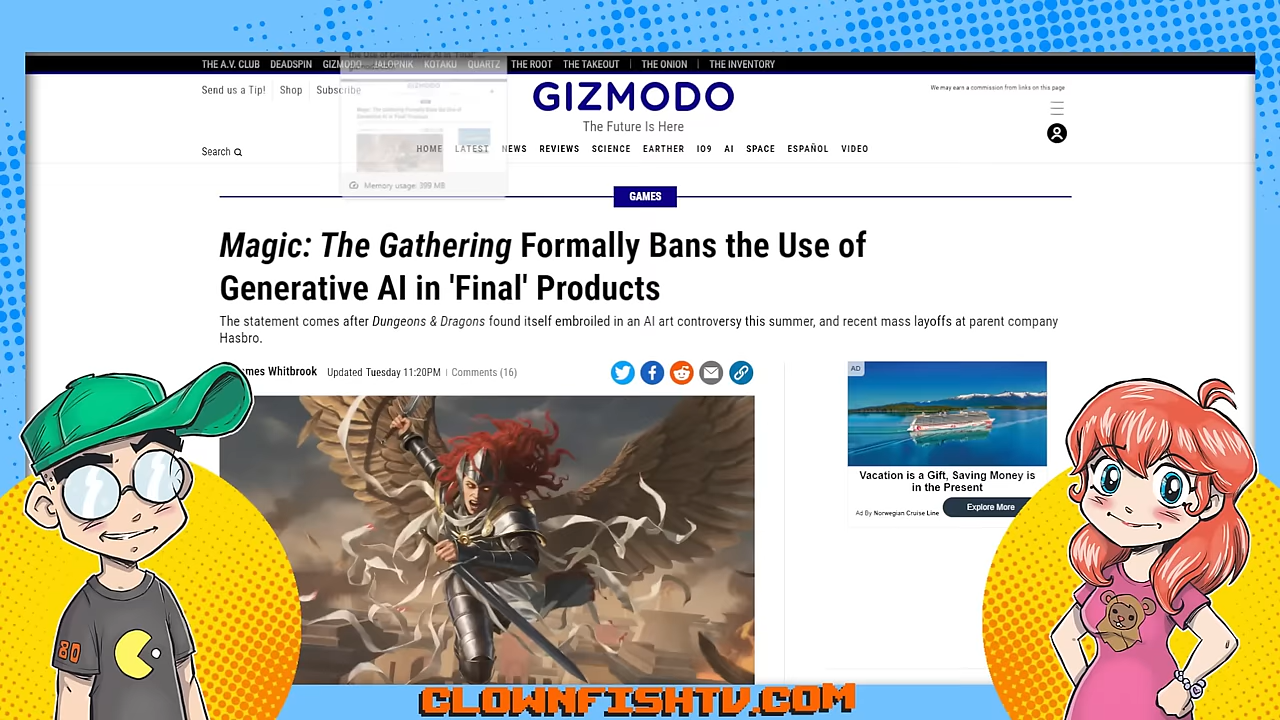 THE A.V. CLUB DEADSPIN GIZMODO JALOPNIK KOTAKU QUARTZ THE ROOT THE TAKEOUT THE ONION THE INVENTORY
Send us a Tip! Shop Subscribe
GIZMODO
We may earn a commission from links on this page
The Future Is Here
Search
HOME LATEST NEWS REVIEWS SCIENCE EARTHER IO9 AI SPACE ESPAÑOL VIDEO
Memory usage: 399 MB
GAMES
Magic: The Gathering Formally Bans the Use of
Generative AI in 'Final' Products
The statement comes after Dungeons & Dragons found itself embroiled in an AI art controversy this summer, and recent mass layoffs at parent company
Hasbro.
Whitbrook Updated Tuesday 11:20PM Comments (16)
AD
Vacation is a Gift, Saving Money is
in the Present
Ad By Norwegian Cruise Line
Explore More
80
CLOWNFISHTV.COM